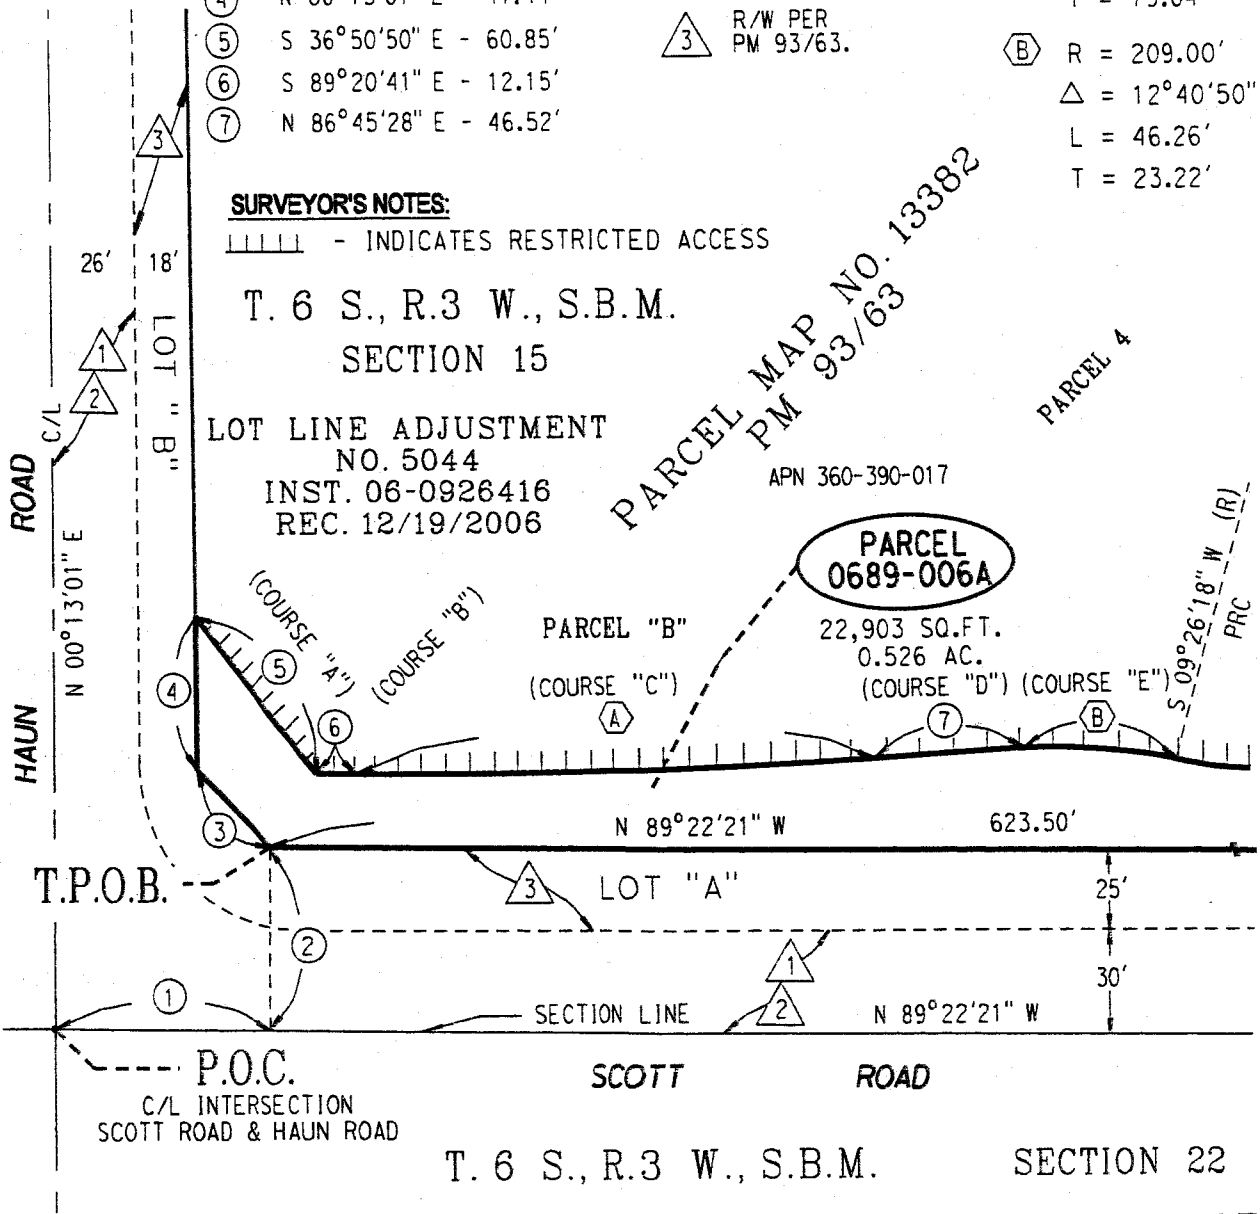 5 S 36°50'50" E - 60.85'
6 S 89°20'41" E - 12.15'
7 N 86°45'28" E - 46.52'
3 R/W PER
PM 93/63.
B R = 209.00'
△ = 12°40'50"
L = 46.26'
T = 23.22'
3
SURVEYOR'S NOTES:
- INDICATES RESTRICTED ACCESS
26' 18'
T. 6 S., R.3 W., S.B.M.
SECTION 15
LOT "B"
1
2
C/L
LOT LINE ADJUSTMENT
NO. 5044
INST. 06-0926416
REC. 12/19/2006
PARCEL MAP NO. 13382
PM 93/63
PARCEL 4
APN 360-390-017
HAUN ROAD
N 00°13'01" E
PARCEL
0689-006A
22,903 SQ.FT.
0.526 AC.
PARCEL "B"
(COURSE "A")
(COURSE "B")
(COURSE "C")
(COURSE "D")
(COURSE "E")
S 09°26'18" W (R)
PRC
4
5
6
A
7
B
3
N 89°22'21" W 623.50'
T.P.O.B.
3
LOT "A"
25'
2
1
1
30'
SECTION LINE
2
N 89°22'21" W
P.O.C.
C/L INTERSECTION
SCOTT ROAD & HAUN ROAD
SCOTT ROAD
T. 6 S., R.3 W., S.B.M.
SECTION 22